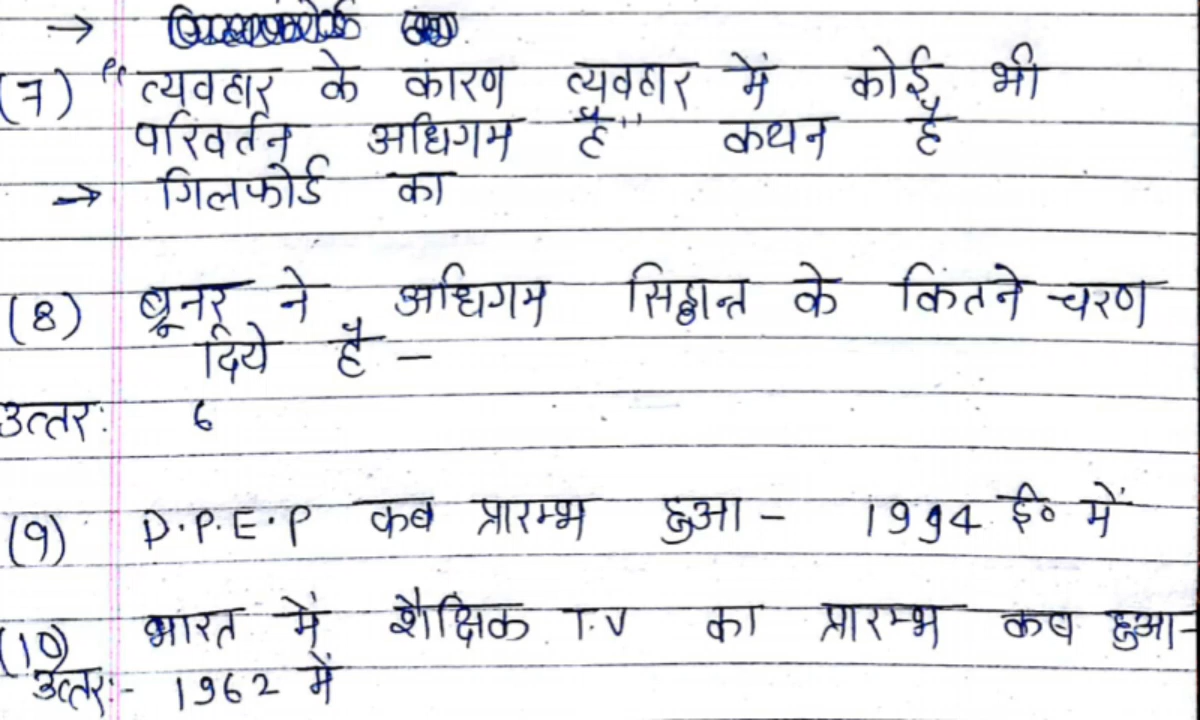 →
(7) "व्यवहार के कारण व्यवहार में कोई भी
परिवर्तन अधिगम है" कथन है
→ गिलफोर्ड का
(8) ब्रूनर ने अधिगम सिद्धान्त के कितने चरण
दिये है –
उत्तर: 6
(9) D.P.E.P कब प्रारम्भ हुआ – 1994 ई० में
(10) भारत में शैक्षिक T.V का प्रारम्भ कब हुआ-
उत्तर:- 1962 में